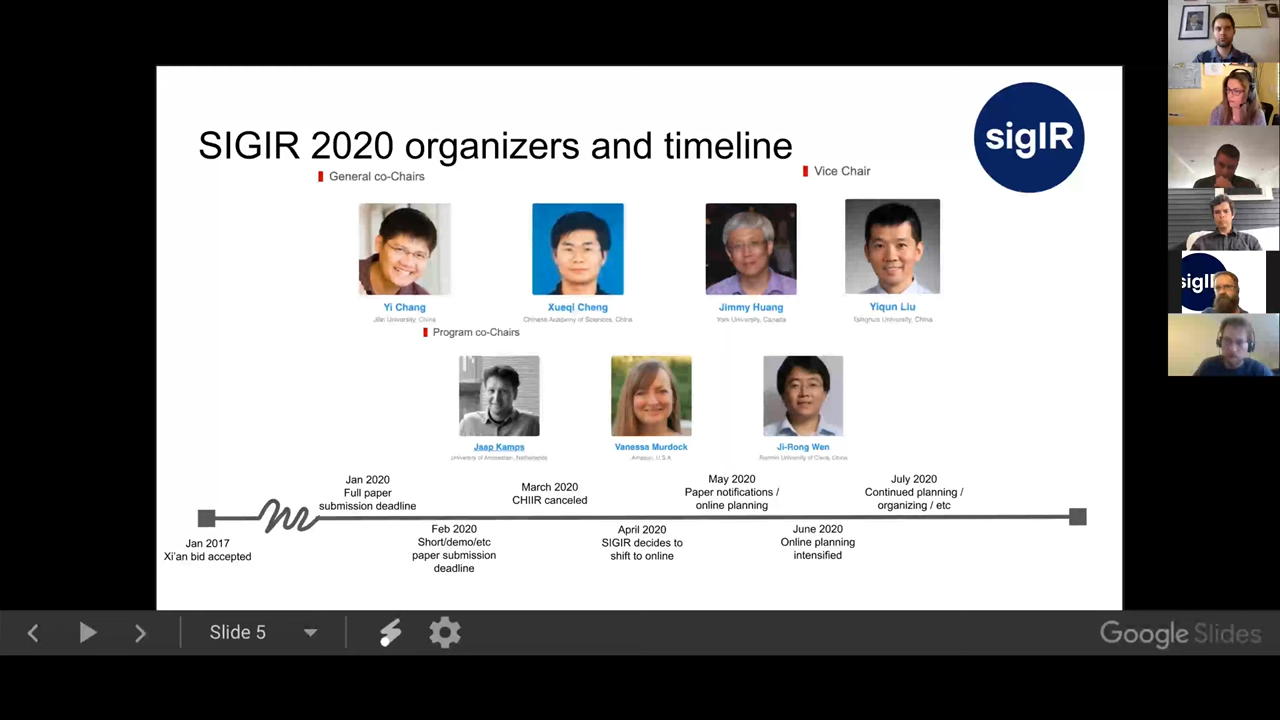 SIGIR 2020 organizers and timeline
sigIR
General co-Chairs
Vice Chair
Yi Chang
Jilin University, China
Xueqi Cheng
Chinese Academy of Sciences, China
Jimmy Huang
York University, Canada
Yiqun Liu
Tsinghua University, China
Program co-Chairs
Jaap Kamps
University of Amsterdam, Netherlands
Vanessa Murdock
Amazon, U.S.A
Ji-Rong Wen
Renmin University of China, China
Jan 2017
Xi'an bid accepted
Jan 2020
Full paper
submission deadline
Feb 2020
Short/demo/etc
paper submission
deadline
March 2020
CHIIR canceled
April 2020
SIGIR decides to
shift to online
May 2020
Paper notifications /
online planning
June 2020
Online planning
intensified
July 2020
Continued planning /
organizing / etc
Slide 5
Google Slides